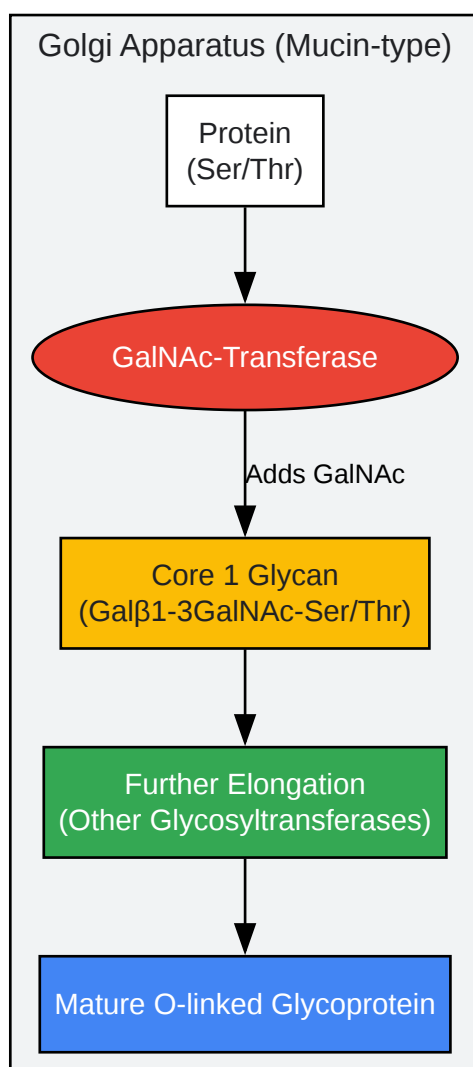 Golgi Apparatus (Mucin-type)
Protein
(Ser/Thr)
GalNAc-Transferase
Adds GalNAc
Core 1 Glycan
(Galβ1-3GalNAc-Ser/Thr)
Further Elongation
(Other Glycosyltransferases)
Mature O-linked Glycoprotein